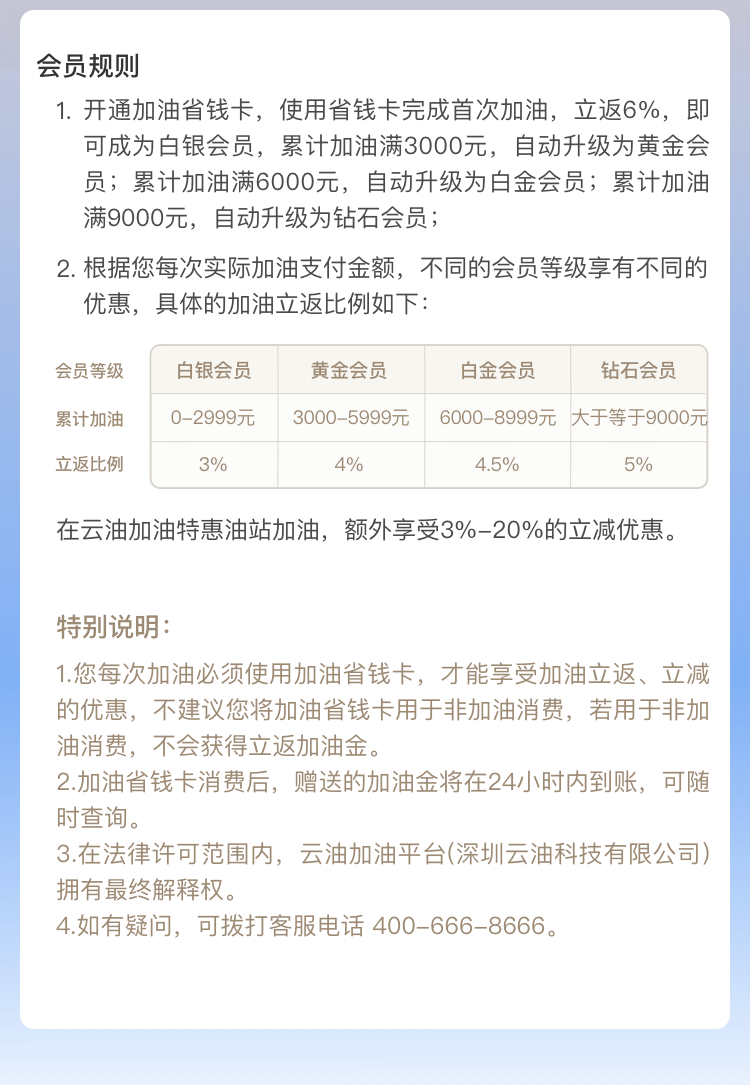 会员规则
1. 开通加油省钱卡，使用省钱卡完成首次加油，立返6%，即
可成为白银会员，累计加油满3000元，自动升级为黄金会
员；累计加油满6000元，自动升级为白金会员；累计加油
满9000元，自动升级为钻石会员；
2. 根据您每次实际加油支付金额，不同的会员等级享有不同的
优惠，具体的加油立返比例如下：
会员等级 白银会员 黄金会员 白金会员 钻石会员
累计加油 0-2999元 3000-5999元 6000-8999元 大于等于9000元
立返比例 3% 4% 4.5% 5%
在云油加油特惠油站加油，额外享受3%-20%的立减优惠。
特别说明：
1.您每次加油必须使用加油省钱卡，才能享受加油立返、立减
的优惠，不建议您将加油省钱卡用于非加油消费，若用于非加
油消费，不会获得立返加油金。
2.加油省钱卡消费后，赠送的加油金将在24小时内到账，可随
时查询。
3.在法律许可范围内，云油加油平台(深圳云油科技有限公司)
拥有最终解释权。
4.如有疑问，可拨打客服电话 400-666-8666。